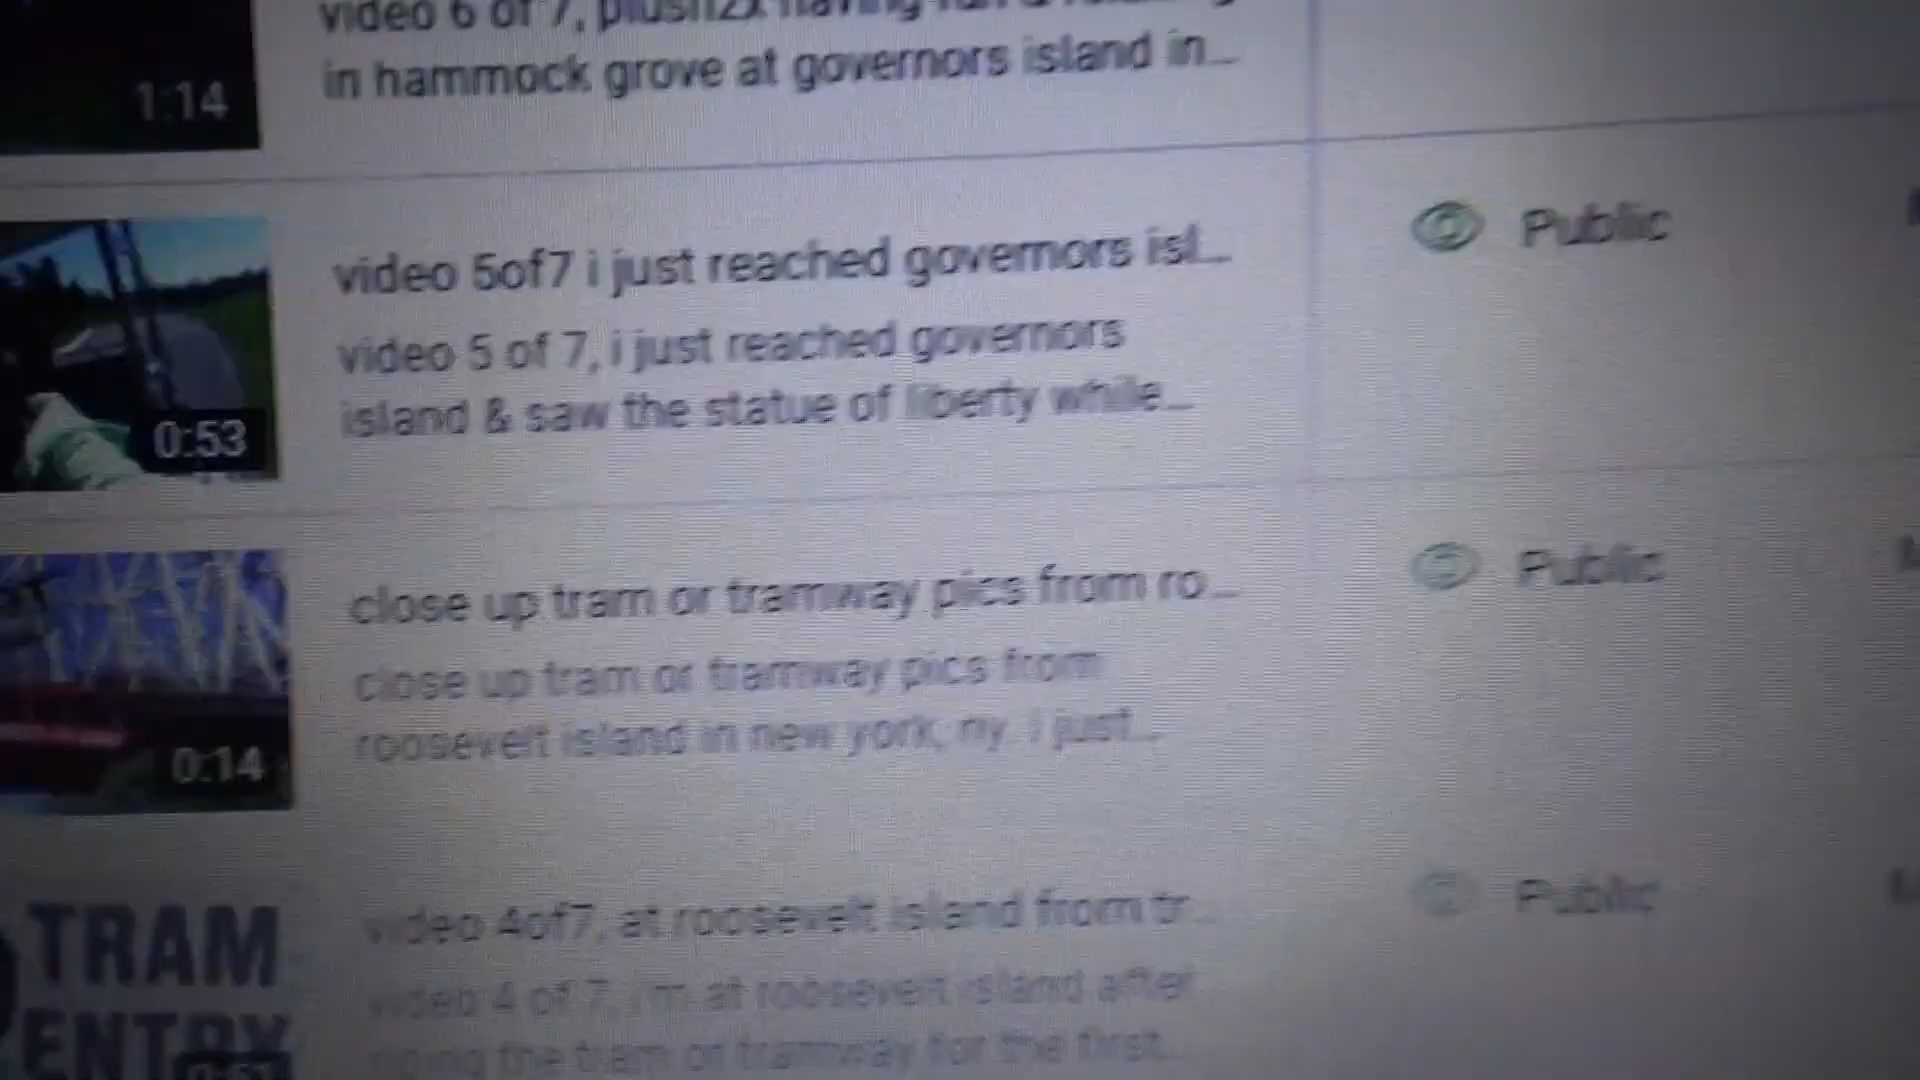 video 6 of 7, plushzx having fun &
in hammock grove at governors island in...
1:14
video 5of7 i just reached governors isl...
video 5 of 7, i just reached governors
island & saw the statue of liberty while...
0:53
Public
close up tram or tramway pics from ro...
close up tram or tramway pics from
roosevelt island in new york, ny. i just...
0:14
Public
TRAM
ENTRY
video 4of7, at roosevelt island from tr...
video 4 of 7, i'm at roosevelt island after
riding the tram or tramway for the first...
Public